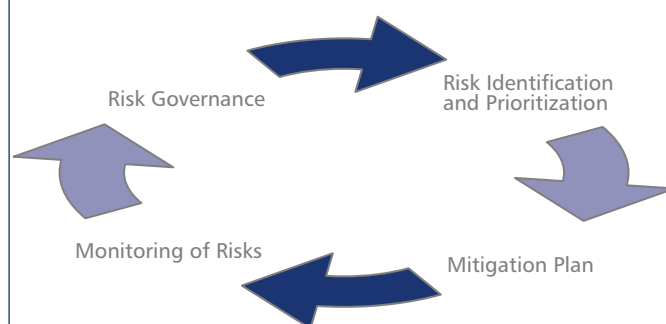 Risk Governance
Risk Identification
and Prioritization
Monitoring of Risks
Mitigation Plan